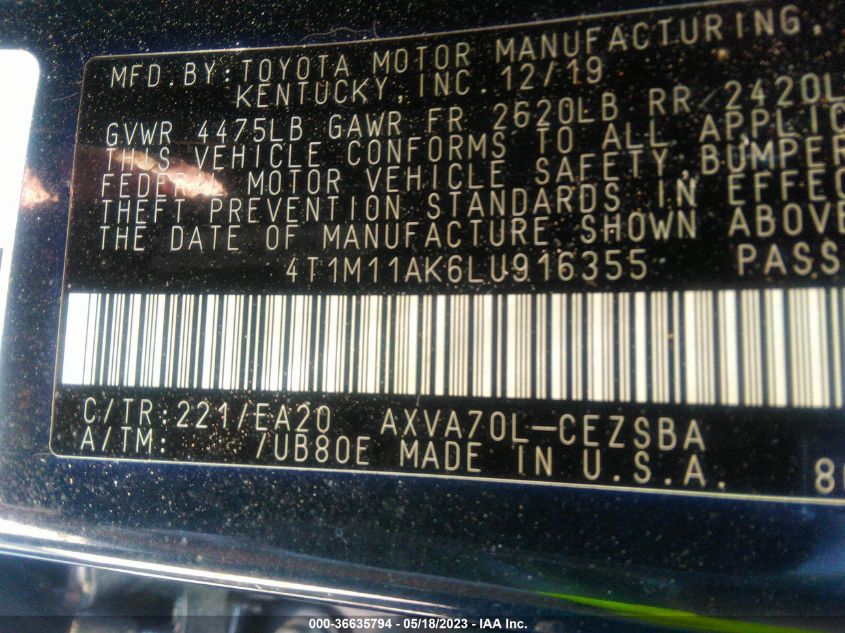 MFD.BY:TOYOTA MOTOR MANUFACTURING,
KENTUCKY,INC.12/19
GVWR 4475LB GAWR FR 2620LB RR 2420L
THIS VEHICLE CONFORMS TO ALL APPLIC
FEDERAL MOTOR VEHICLE SAFETY,BUMPER
THEFT PREVENTION STANDARDS IN EFFEC
THE DATE OF MANUFACTURE SHOWN ABOVE
4T1M11AK6LU916355 PASS
C/TR:221/EA20 AXVA70L-CEZSBA
A/TM: /UB80E MADE IN U.S.A.
000-36635794 - 05/18/2023 - IAA Inc.